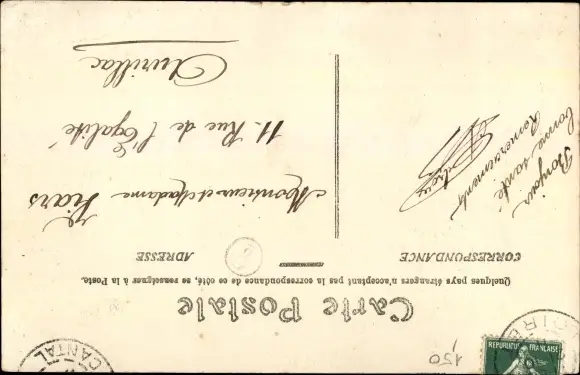 Carte Postale
Quelques pays étrangers n'acceptant pas la correspondance de ce côté, se renseigner à la Poste.
CORRESPONDANCE
ADRESSE
Bonjour
bonne santé
Remerciements
Monsieur et Madame
11. Rue de l'Égalité
Aurillac
150
REPUBLIQUE FRANÇAISE
CANTAL